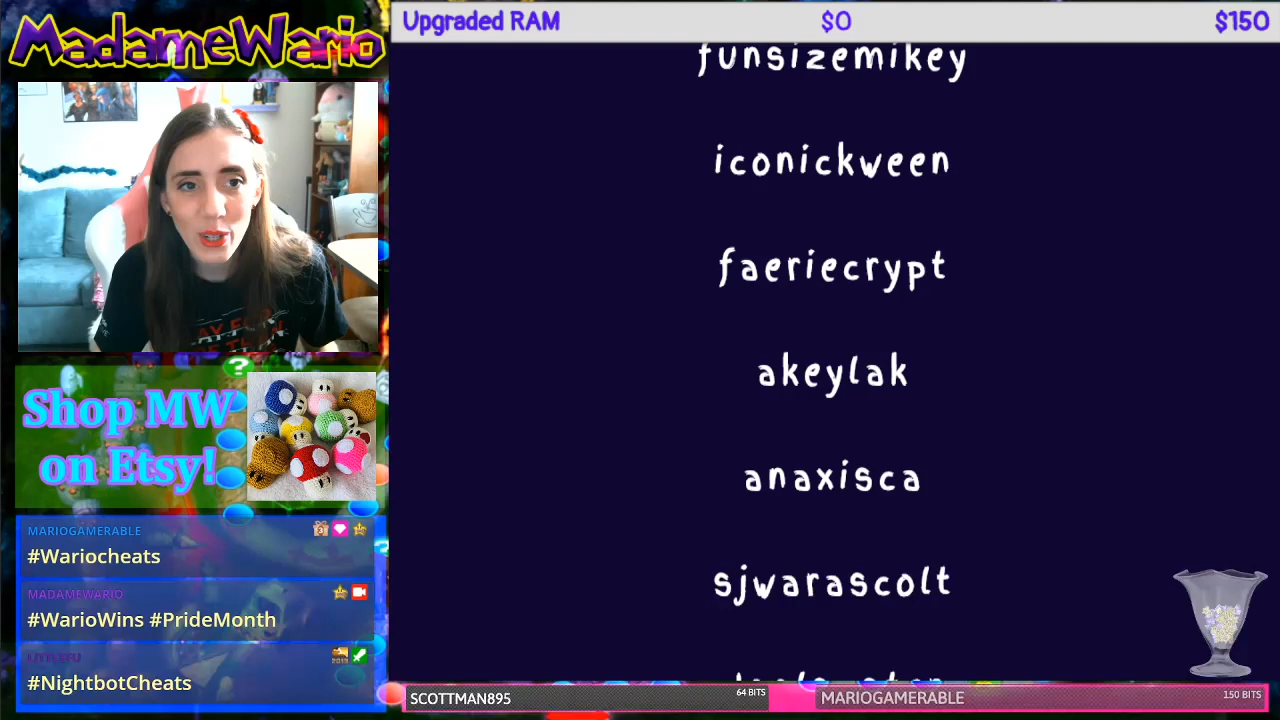 MadameWario
Upgraded RAM $0 $150
funsizemikey
iconickween
faeriecrypt
akeylak
anaxisca
sjwarascolt
Shop MW
on Etsy!
MARIOGAMERABLE
#Wariocheats
MADAMEWARIO
#WarioWins #PrideMonth
#NightbotCheats
SCOTTMAN895 64 BITS
MARIOGAMERABLE 150 BITS